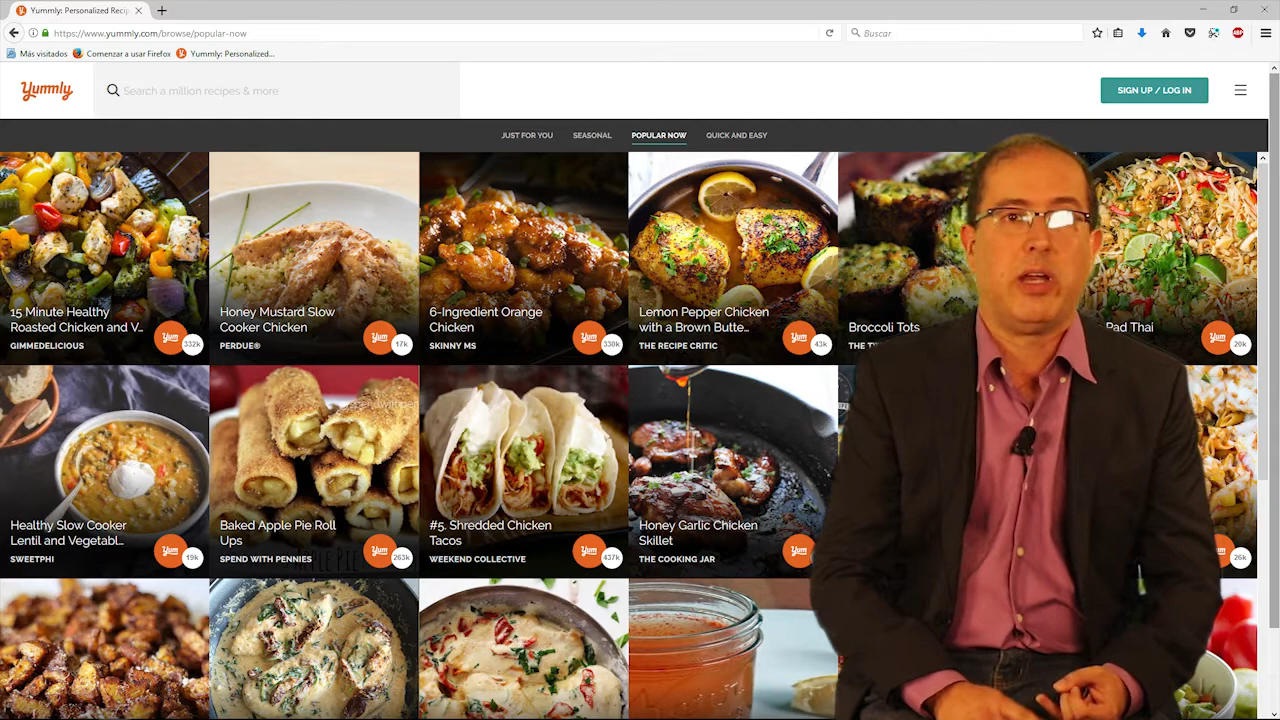 Yummly: Personalized Recip
https://www.yummly.com/browse/popular-now
Buscar
ABP
Más visitados
Comenzar a usar Firefox
Yummly: Personalized...
Yummly
Search a million recipes & more
SIGN UP / LOG IN
JUST FOR YOU
SEASONAL
POPULAR NOW
QUICK AND EASY
15 Minute Healthy
Roasted Chicken and V...
GIMMEDELICIOUS
Yum
332k
Honey Mustard Slow
Cooker Chicken
PERDUE®
Yum
17k
6-Ingredient Orange
Chicken
SKINNY MS
Yum
330k
Lemon Pepper Chicken
with a Brown Butte...
THE RECIPE CRITIC
Yum
43k
Broccoli Tots
Pad Thai
Yum
20k
Healthy Slow Cooker
Lentil and Vegetabl...
SWEETPHI
Yum
19k
Baked Apple Pie Roll
Ups
SPEND WITH PENNIES
Yum
263k
#5. Shredded Chicken
Tacos
WEEKEND COLLECTIVE
Yum
437k
Honey Garlic Chicken
Skillet
THE COOKING JAR
Yum
26k